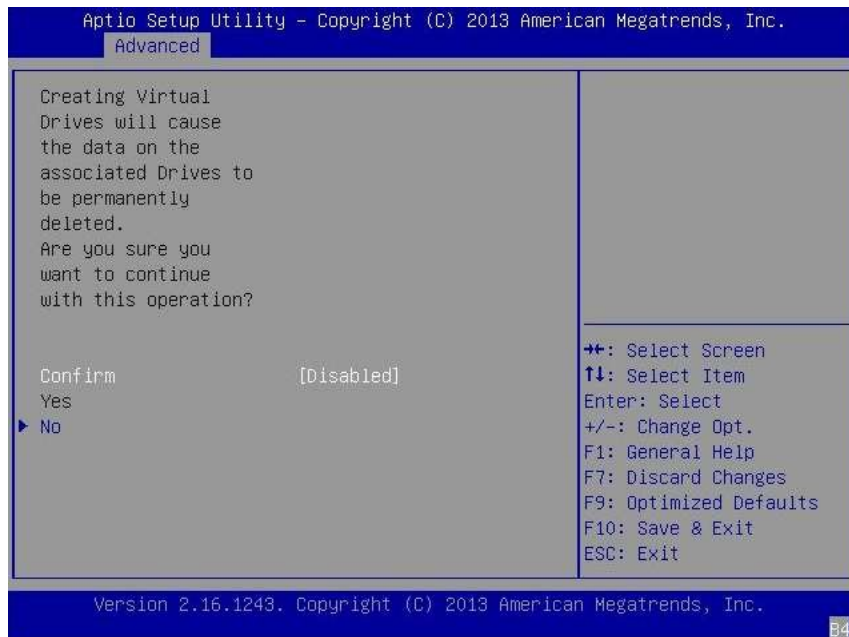 Aptio Setup Utility – Copyright (C) 2013 American Megatrends, Inc.
Advanced
Creating Virtual
Drives will cause
the data on the
associated Drives to
be permanently
deleted.
Are you sure you
want to continue
with this operation?
Confirm [Disabled]
Yes
No
→←: Select Screen
↑↓: Select Item
Enter: Select
+/-: Change Opt.
F1: General Help
F7: Discard Changes
F9: Optimized Defaults
F10: Save & Exit
ESC: Exit
Version 2.16.1243. Copyright (C) 2013 American Megatrends, Inc.
B4